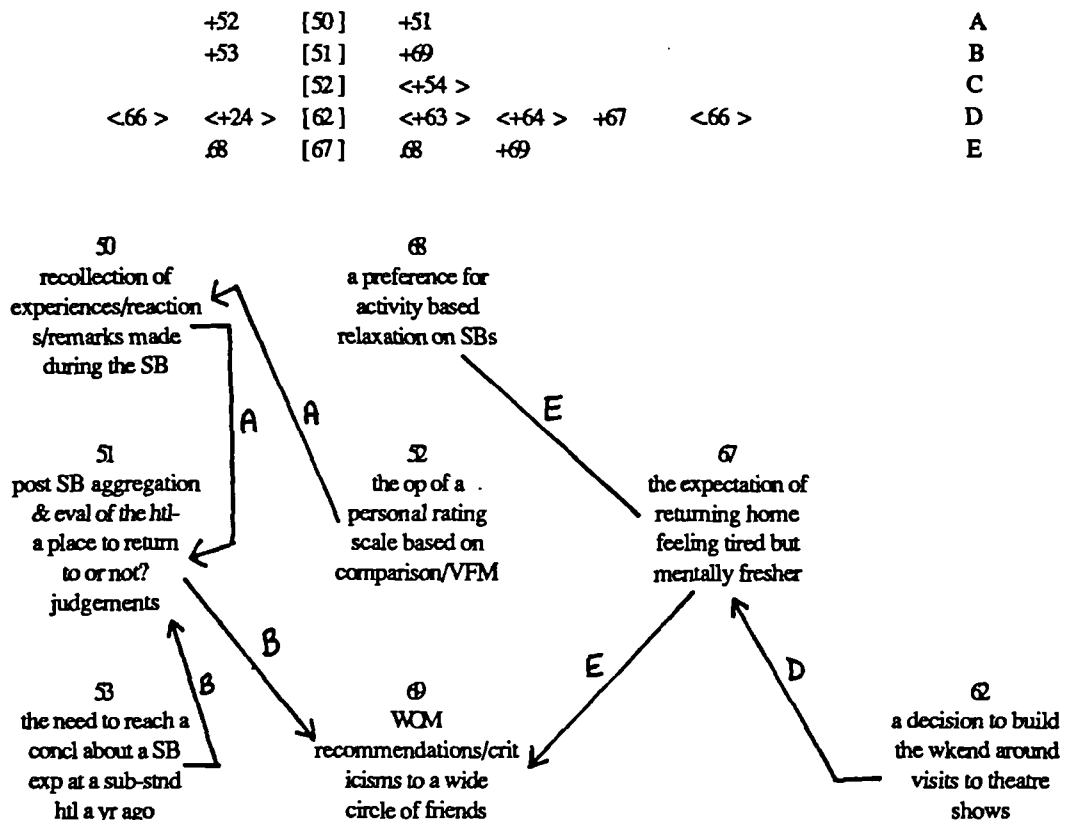 +52 [50] +51 A
+53 [51] +69 B
[52] <+54 > C
<.66 > <+24 > [62] <+63 > <+64 > +67 <.66 > D
.68 [67] .68 +69 E
50
recollection of
experiences/reaction
s/remarks made
during the SB
68
a preference for
activity based
relaxation on SBs
A
A
E
51
post SB aggregation
& eval of the htl-
a place to return
to or not?
judgements
52
the op of a
personal rating
scale based on
comparison/VFM
67
the expectation of
returning home
feeling tired but
mentally fresher
B
B
E
D
53
the need to reach a
concl about a SB
exp at a sub-stnd
htl a yr ago
69
WOM
recommendations/crit
icisms to a wide
circle of friends
62
a decision to build
the wkend around
visits to theatre
shows